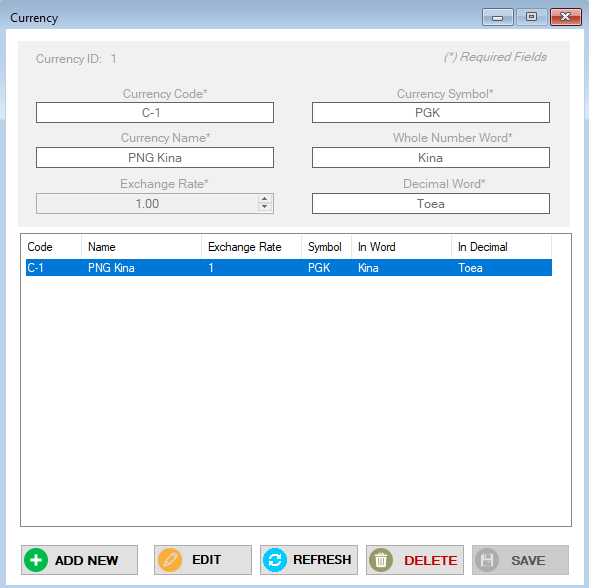 Currency
Currency ID: 1
(*) Required Fields
Currency Code*
Currency Symbol*
C-1
PGK
Currency Name*
Whole Number Word*
PNG Kina
Kina
Exchange Rate*
Decimal Word*
1.00
Toea
Code Name Exchange Rate Symbol In Word In Decimal
C-1 PNG Kina 1 PGK Kina Toea
ADD NEW EDIT REFRESH DELETE SAVE